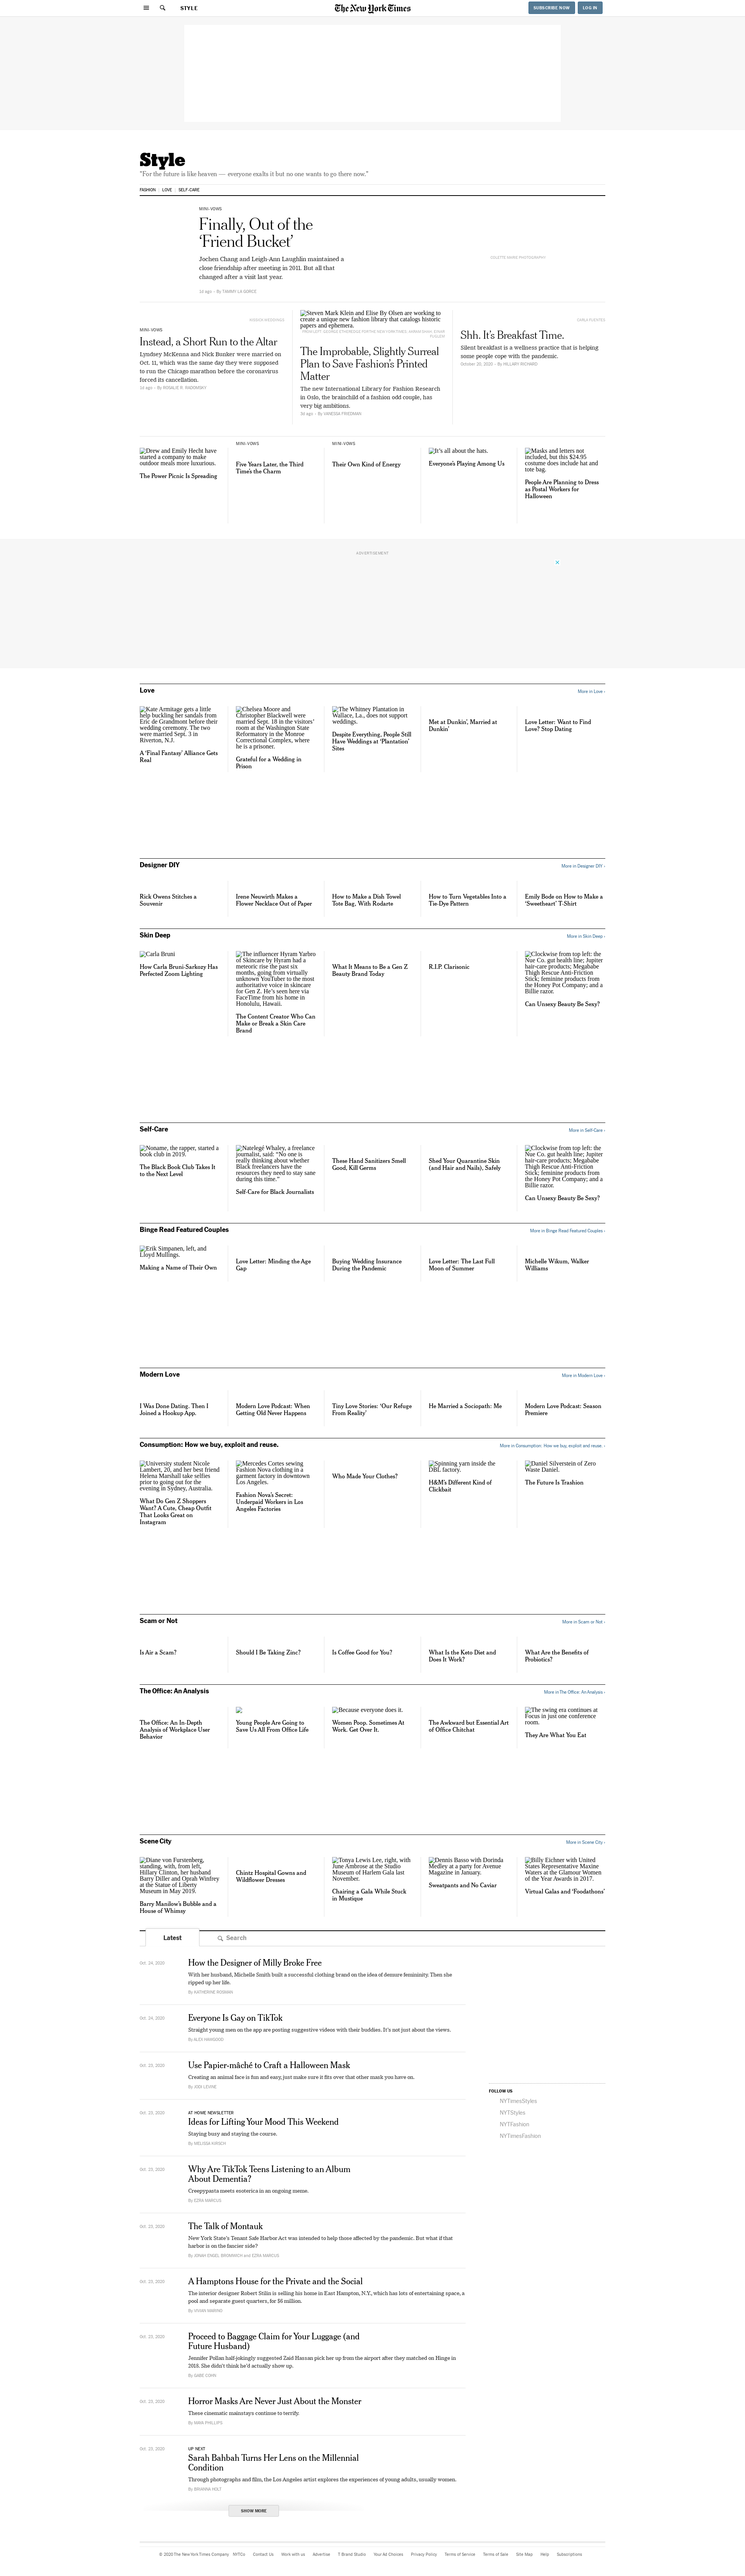 STYLE
The New York Times
SUBSCRIBE NOW
LOG IN
Style
"For the future is like heaven — everyone exalts it but no one wants to go there now."
FASHION
LOVE
SELF-CARE
MINI-VOWS
Finally, Out of the
‘Friend Bucket’
Jochen Chang and Leigh-Ann Laughlin maintained a
close friendship after meeting in 2011. But all that
changed after a visit last year.
1d ago
By TAMMY LA GORCE
MINI-VOWS
Instead, a Short Run to the Altar
Lyndsey McKenna and Nick Bunker were married on
Oct. 11, which was the same day they were supposed
to run the Chicago marathon before the coronavirus
forced its cancellation.
1d ago
By ROSALIE R. RADOMSKY
Steven Mark Klein and Elise By Olsen are working to
create a unique new fashion library that catalogs historic
papers and ephemera.
The Improbable, Slightly Surreal
Plan to Save Fashion’s Printed
Matter
The new International Library for Fashion Research
in Oslo, the brainchild of a fashion odd couple, has
very big ambitions.
3d ago
By VANESSA FRIEDMAN
Shh. It’s Breakfast Time.
Silent breakfast is a wellness practice that is helping
some people cope with the pandemic.
By HILLARY RICHARD
Drew and Emily Hecht have
started a company to make
outdoor meals more luxurious.
The Power Picnic Is Spreading
MINI-VOWS
Five Years Later, the Third
Time’s the Charm
MINI-VOWS
Their Own Kind of Energy
It’s all about the hats.
Everyone’s Playing Among Us
Masks and letters not
included, but this $24.95
costume does include hat and
tote bag.
People Are Planning to Dress
as Postal Workers for
Halloween
ADVERTISEMENT
Love
More in Love ›
Kate Armitage gets a little
help buckling her sandals from
Eric de Grandmont before their
wedding ceremony. The two
were married Sept. 3 in
Riverton, N.J.
A ‘Final Fantasy’ Alliance Gets
Real
Chelsea Moore and
Christopher Blackwell were
married Sept. 18 in the visitors’
room at the Washington State
Reformatory in the Monroe
Correctional Complex, where
he is a prisoner.
Grateful for a Wedding in
Prison
The Whitney Plantation in
Wallace, La., does not support
weddings.
Despite Everything, People Still
Have Weddings at ‘Plantation’
Sites
Met at Dunkin’, Married at
Dunkin’
Love Letter: Want to Find
Love? Stop Dating
Designer DIY
More in Designer DIY ›
Rick Owens Stitches a
Souvenir
Irene Neuwirth Makes a
Flower Necklace Out of Paper
How to Make a Dish Towel
Tote Bag, With Rodarte
How to Turn Vegetables Into a
Tie-Dye Pattern
Emily Bode on How to Make a
‘Sweetheart’ T-Shirt
Skin Deep
More in Skin Deep ›
Carla Bruni
How Carla Bruni-Sarkozy Has
Perfected Zoom Lighting
The influencer Hyram Yarbro
of Skincare by Hyram had a
meteoric rise the past six
months, going from virtually
unknown YouTuber to the most
authoritative voice in skincare
for Gen Z. He’s seen here via
FaceTime from his home in
Honolulu, Hawaii.
The Content Creator Who Can
Make or Break a Skin Care
Brand
What It Means to Be a Gen Z
Beauty Brand Today
R.I.P. Clarisonic
Clockwise from top left: the
Nue Co. gut health line; Jupiter
hair-care products; Megababe
Thigh Rescue Anti-Friction
Stick; feminine products from
the Honey Pot Company; and a
Billie razor.
Can Unsexy Beauty Be Sexy?
Self-Care
More in Self-Care ›
Noname, the rapper, started a
book club in 2019.
The Black Book Club Takes It
to the Next Level
Natelegé Whaley, a freelance
journalist, said: “No one is
really thinking about whether
Black freelancers have the
resources they need to stay sane
during this time.”
Self-Care for Black Journalists
These Hand Sanitizers Smell
Good, Kill Germs
Shed Your Quarantine Skin
(and Hair and Nails), Safely
Clockwise from top left: the
Nue Co. gut health line; Jupiter
hair-care products; Megababe
Thigh Rescue Anti-Friction
Stick; feminine products from
the Honey Pot Company; and a
Billie razor.
Can Unsexy Beauty Be Sexy?
Binge Read Featured Couples
More in Binge Read Featured Couples ›
Erik Simpanen, left, and
Lloyd Mullings.
Making a Name of Their Own
Love Letter: Minding the Age
Gap
Buying Wedding Insurance
During the Pandemic
Love Letter: The Last Full
Moon of Summer
Michelle Wikum, Walker
Williams
Modern Love
More in Modern Love ›
I Was Done Dating. Then I
Joined a Hookup App.
Modern Love Podcast: When
Getting Old Never Happens
Tiny Love Stories: ‘Our Refuge
From Reality’
He Married a Sociopath: Me
Modern Love Podcast: Season
Premiere
Consumption: How we buy, exploit and reuse.
More in Consumption: How we buy, exploit and reuse. ›
University student Nicole
Lambert, 20, and her best friend
Helena Marshall take selfies
prior to going out for the
evening in Sydney, Australia.
What Do Gen Z Shoppers
Want? A Cute, Cheap Outfit
That Looks Great on
Instagram
Mercedes Cortes sewing
Fashion Nova clothing in a
garment factory in downtown
Los Angeles.
Fashion Nova’s Secret:
Underpaid Workers in Los
Angeles Factories
Who Made Your Clothes?
Spinning yarn inside the
DBL factory.
H&M’s Different Kind of
Clickbait
Daniel Silverstein of Zero
Waste Daniel.
The Future Is Trashion
Scam or Not
More in Scam or Not ›
Is Air a Scam?
Should I Be Taking Zinc?
Is Coffee Good for You?
What Is the Keto Diet and
Does It Work?
What Are the Benefits of
Probiotics?
The Office: An Analysis
More in The Office: An Analysis ›
The Office: An In-Depth
Analysis of Workplace User
Behavior
Young People Are Going to
Save Us All From Office Life
Because everyone does it.
Women Poop. Sometimes At
Work. Get Over It.
The Awkward but Essential Art
of Office Chitchat
The swing era continues at
Focus in just one conference
room.
They Are What You Eat
Scene City
More in Scene City ›
Diane von Furstenberg,
standing, with, from left,
Hillary Clinton, her husband
Barry Diller and Oprah Winfrey
at the Statue of Liberty
Museum in May 2019.
Barry Manilow’s Bubble and a
House of Whimsy
Chintz Hospital Gowns and
Wildflower Dresses
Tonya Lewis Lee, right, with
June Ambrose at the Studio
Museum of Harlem Gala last
November.
Chairing a Gala While Stuck
in Mustique
Dennis Basso with Dorinda
Medley at a party for Avenue
Magazine in January.
Sweatpants and No Caviar
Billy Eichner with United
States Representative Maxine
Waters at the Glamour Women
of the Year Awards in 2017.
Virtual Galas and ‘Foodathons’
Latest
Search
Oct. 24, 2020
How the Designer of Milly Broke Free
With her husband, Michelle Smith built a successful clothing brand on the idea of demure femininity. Then she
ripped up her life.
By KATHERINE ROSMAN
Oct. 24, 2020
Everyone Is Gay on TikTok
Straight young men on the app are posting suggestive videos with their buddies. It’s not just about the views.
By ALEX HAWGOOD
Oct. 23, 2020
Use Papier-mâché to Craft a Halloween Mask
Creating an animal face is fun and easy, just make sure it fits over that other mask you have on.
By JODI LEVINE
Oct. 23, 2020
AT HOME NEWSLETTER
Ideas for Lifting Your Mood This Weekend
Staying busy and staying the course.
By MELISSA KIRSCH
Oct. 23, 2020
Why Are TikTok Teens Listening to an Album
About Dementia?
Creepypasta meets esoterica in an ongoing meme.
By EZRA MARCUS
Oct. 23, 2020
The Talk of Montauk
New York State’s Tenant Safe Harbor Act was intended to help those affected by the pandemic. But what if that
harbor is on the fancier side?
By JONAH ENGEL BROMWICH and EZRA MARCUS
Oct. 23, 2020
A Hamptons House for the Private and the Social
The interior designer Robert Stilin is selling his home in East Hampton, N.Y., which has lots of entertaining space, a
pool and separate guest quarters, for $6 million.
By VIVIAN MARINO
Oct. 23, 2020
Proceed to Baggage Claim for Your Luggage (and
Future Husband)
Jennifer Pollan half-jokingly suggested Zaid Hassan pick her up from the airport after they matched on Hinge in
2018. She didn’t think he’d actually show up.
By GABE COHN
Oct. 23, 2020
Horror Masks Are Never Just About the Monster
These cinematic mainstays continue to terrify.
By MAYA PHILLIPS
Oct. 23, 2020
UP NEXT
Sarah Bahbah Turns Her Lens on the Millennial
Condition
Through photographs and film, the Los Angeles artist explores the experiences of young adults, usually women.
By BRIANNA HOLT
SHOW MORE
FOLLOW US
NYTimesStyles
NYTStyles
NYTFashion
NYTimesFashion
© 2020 The New York Times Company
NYTCo
Contact Us
Work with us
Advertise
T Brand Studio
Your Ad Choices
Privacy Policy
Terms of Service
Terms of Sale
Site Map
Help
Subscriptions